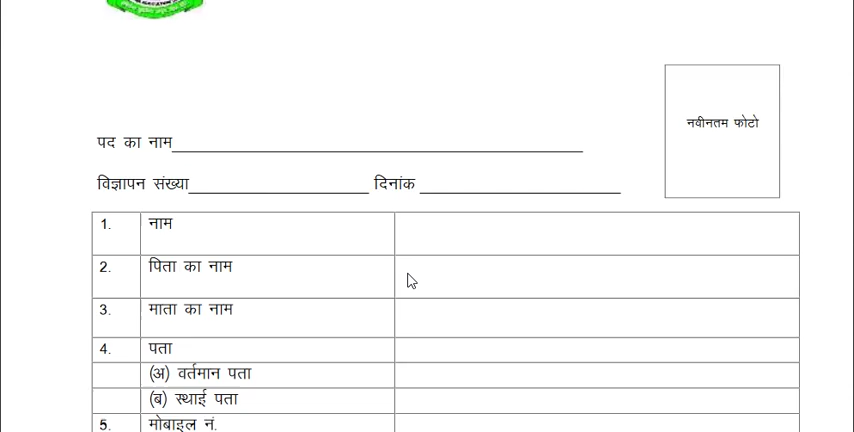 नवीनतम फोटो
पद का नाम
विज्ञापन संख्या दिनांक
1. नाम
2. पिता का नाम
3. माता का नाम
4. पता
(अ) वर्तमान पता
(ब) स्थाई पता
5. मोबाइल नं.